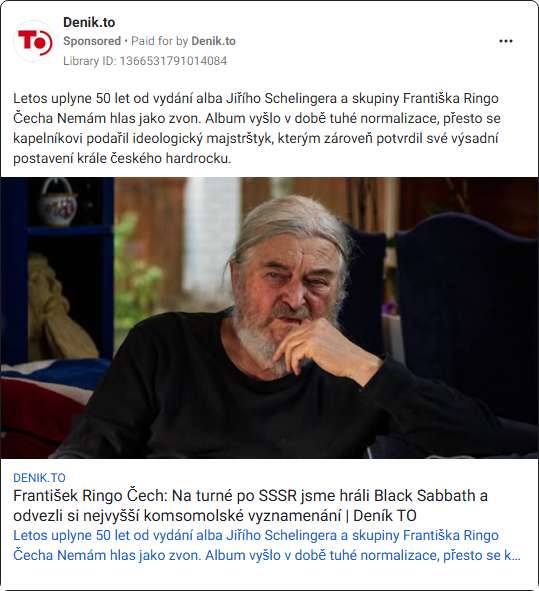 Denik.to
Sponsored • Paid for by Denik.to
Library ID: 1366531791014084
Letos uplyne 50 let od vydání alba Jiřího Schelingera a skupiny Františka Ringo
Čecha Nemám hlas jako zvon. Album vyšlo v době tuhé normalizace, přesto se
kapelníkovi podařil ideologický majstrštyk, kterým zároveň potvrdil své výsadní
postavení krále českého hardrocku.
DENIK.TO
František Ringo Čech: Na turné po SSSR jsme hráli Black Sabbath a
odvezli si nejvyšší komsomolské vyznamenání | Deník TO
Letos uplyne 50 let od vydání alba Jiřího Schelingera a skupiny Františka Ringo
Čecha Nemám hlas jako zvon. Album vyšlo v době tuhé normalizace, přesto se k...